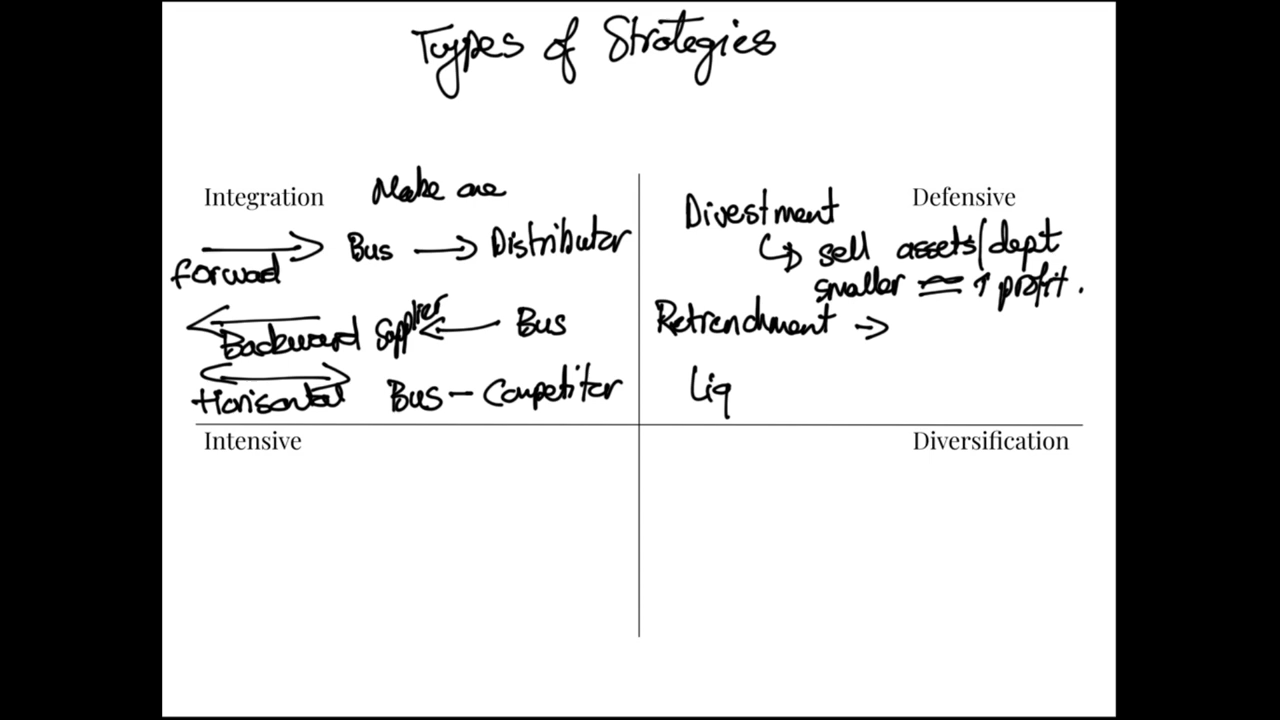 Types of Strategies
Integration Make one
forward Bus → Distributor
Backward Supplier ← Bus
Horisontal Bus – Competitor
Defensive
Divestment
↳ sell assets/dept
smaller = ↑ profit.
Retrenchment →
Liq
Intensive
Diversification